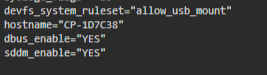 devfs_system_ruleset="allow_usb_mount"
hostname="CP-1D7C38"
dbus_enable="YES"
sddm_enable="YES"